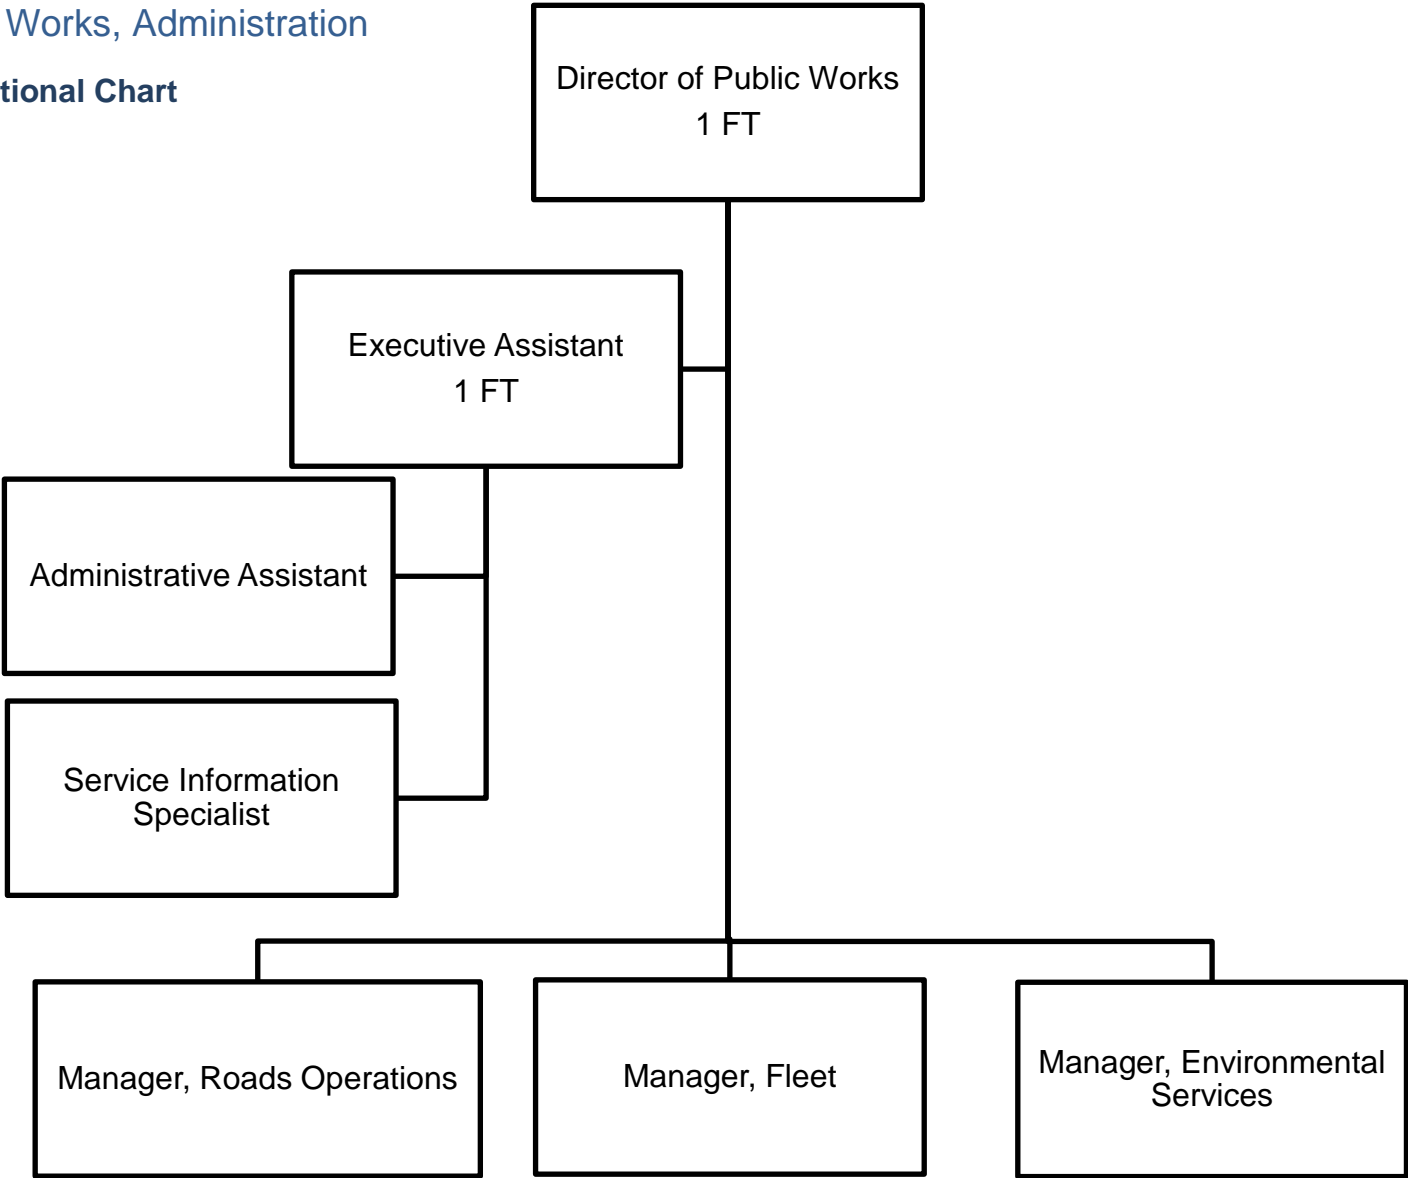 Works, Administration
tional Chart
Director of Public Works
1 FT
Executive Assistant
1 FT
Administrative Assistant
Service Information
Specialist
Manager, Roads Operations
Manager, Fleet
Manager, Environmental
Services